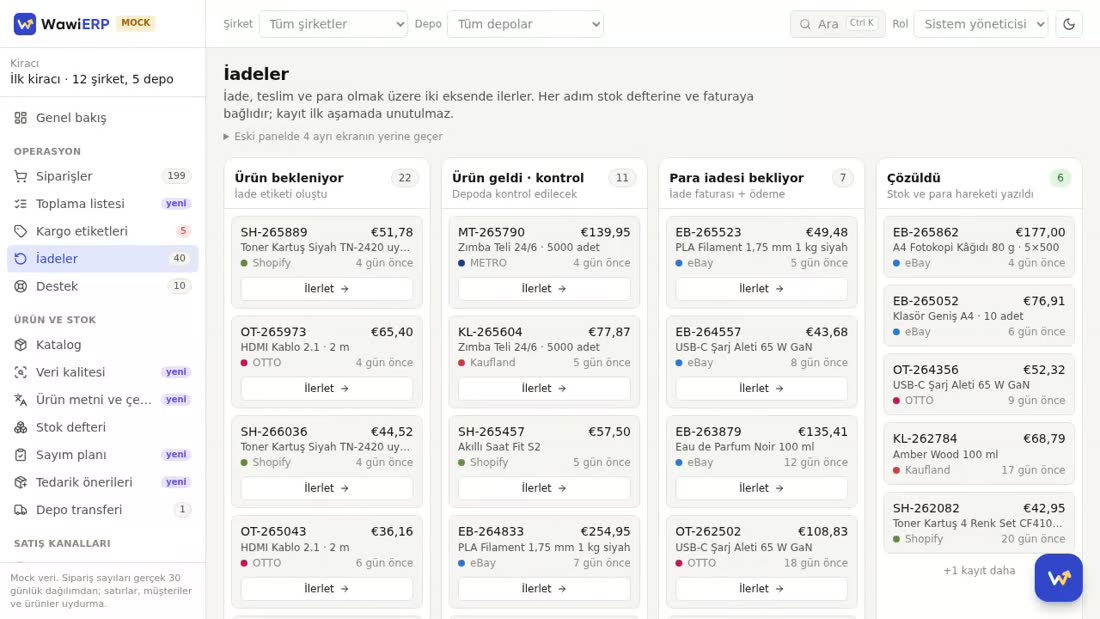 WawiERP MOCK
Şirket Tüm şirketler Depo Tüm depolar Ara Ctrl K Rol Sistem yöneticisi
Kiracı
İlk kiracı · 12 şirket, 5 depo
Genel bakış
OPERASYON
Siparişler 199
Toplama listesi yeni
Kargo etiketleri 5
İadeler 40
Destek 10
ÜRÜN VE STOK
Katalog
Veri kalitesi yeni
Ürün metni ve çe... yeni
Stok defteri
Sayım planı yeni
Tedarik önerileri yeni
Depo transferi 1
SATIŞ KANALLARI
Mock veri. Sipariş sayıları gerçek 30
günlük dağılımdan; satırlar, müşteriler
ve ürünler uydurma.
İadeler
İade, teslim ve para olmak üzere iki eksende ilerler. Her adım stok defterine ve faturaya
bağlıdır; kayıt ilk aşamada unutulmaz.
Eski panelde 4 ayrı ekranın yerine geçer
Ürün bekleniyor 22
İade etiketi oluştu
SH-265889 €51,78
Toner Kartuş Siyah TN-2420 uy...
Shopify 4 gün önce
İlerlet →
OT-265973 €65,40
HDMI Kablo 2.1 · 2 m
OTTO 4 gün önce
İlerlet →
SH-266036 €44,52
Toner Kartuş Siyah TN-2420 uy...
Shopify 4 gün önce
İlerlet →
OT-265043 €36,16
HDMI Kablo 2.1 · 2 m
OTTO 6 gün önce
İlerlet →
Ürün geldi · kontrol 11
Depoda kontrol edilecek
MT-265790 €139,95
Zımba Teli 24/6 · 5000 adet
METRO 4 gün önce
İlerlet →
KL-265604 €77,87
Zımba Teli 24/6 · 5000 adet
Kaufland 5 gün önce
İlerlet →
SH-265457 €57,50
Akıllı Saat Fit S2
Shopify 5 gün önce
İlerlet →
EB-264833 €254,95
PLA Filament 1,75 mm 1 kg siyah
eBay 7 gün önce
İlerlet →
Para iadesi bekliyor 7
İade faturası + ödeme
EB-265523 €49,48
PLA Filament 1,75 mm 1 kg siyah
eBay 5 gün önce
İlerlet →
EB-264557 €43,68
USB-C Şarj Aleti 65 W GaN
eBay 8 gün önce
İlerlet →
EB-263879 €135,41
Eau de Parfum Noir 100 ml
eBay 12 gün önce
İlerlet →
OT-262502 €108,83
USB-C Şarj Aleti 65 W GaN
OTTO 18 gün önce
İlerlet →
Çözüldü 6
Stok ve para hareketi yazıldı
EB-265862 €177,00
A4 Fotokopi Kâğıdı 80 g · 5×500
eBay 4 gün önce
EB-265052 €76,91
Klasör Geniş A4 · 10 adet
eBay 6 gün önce
OT-264356 €52,32
USB-C Şarj Aleti 65 W GaN
OTTO 9 gün önce
KL-262784 €68,79
Amber Wood 100 ml
Kaufland 17 gün önce
SH-262082 €42,95
Toner Kartuş 4 Renk Set CF410...
Shopify 20 gün önce
+1 kayıt daha